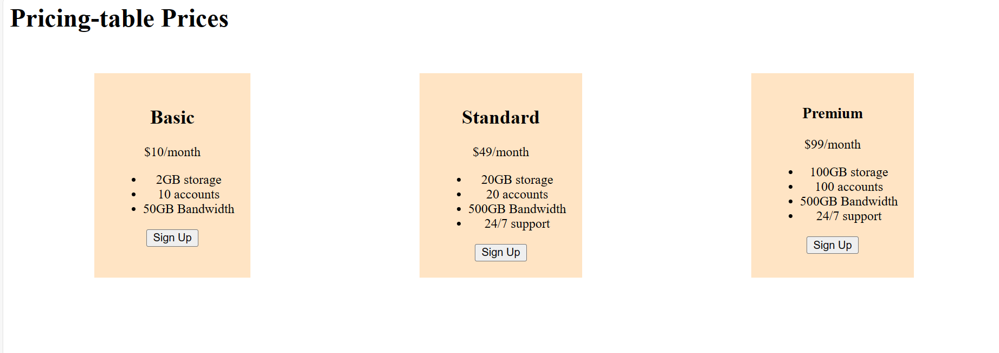 Pricing-table Prices
Basic
$10/month
2GB storage
10 accounts
50GB Bandwidth
Sign Up
Standard
$49/month
20GB storage
20 accounts
500GB Bandwidth
24/7 support
Sign Up
Premium
$99/month
100GB storage
100 accounts
500GB Bandwidth
24/7 support
Sign Up